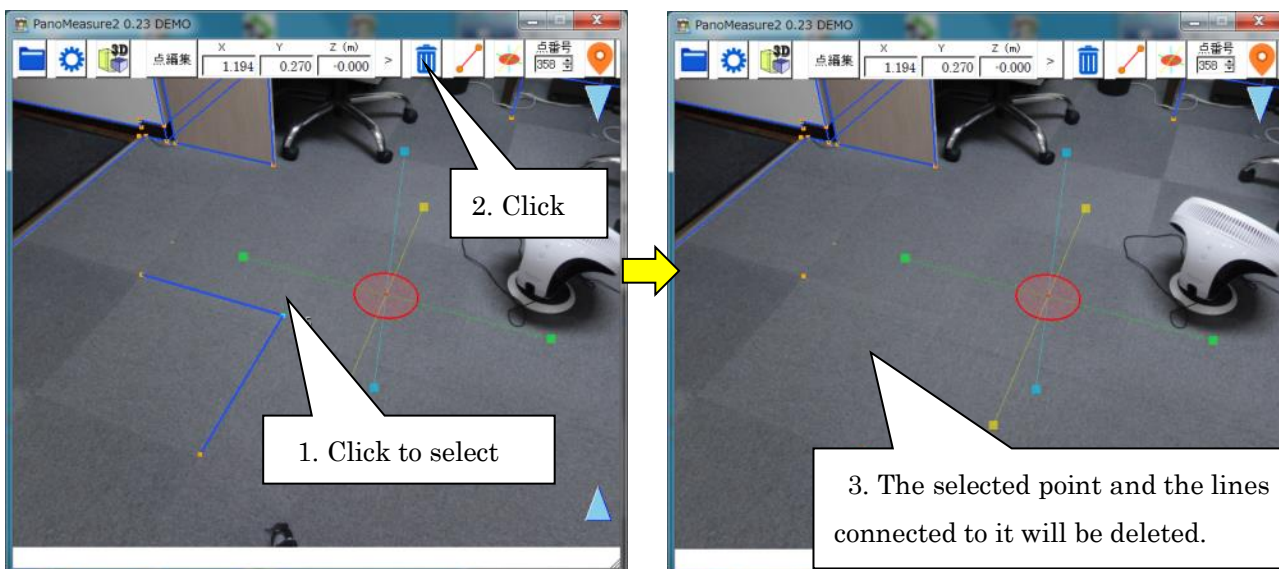 PanoMeasure2 0.23 DEMO
3D
点編集
X Y Z (m)
1.194 0.270 -0.000
>
点番号
358
2. Click
1. Click to select
PanoMeasure2 0.23 DEMO
3D
点編集
X Y Z (m)
1.194 0.270 -0.000
>
点番号
358
3. The selected point and the lines
connected to it will be deleted.